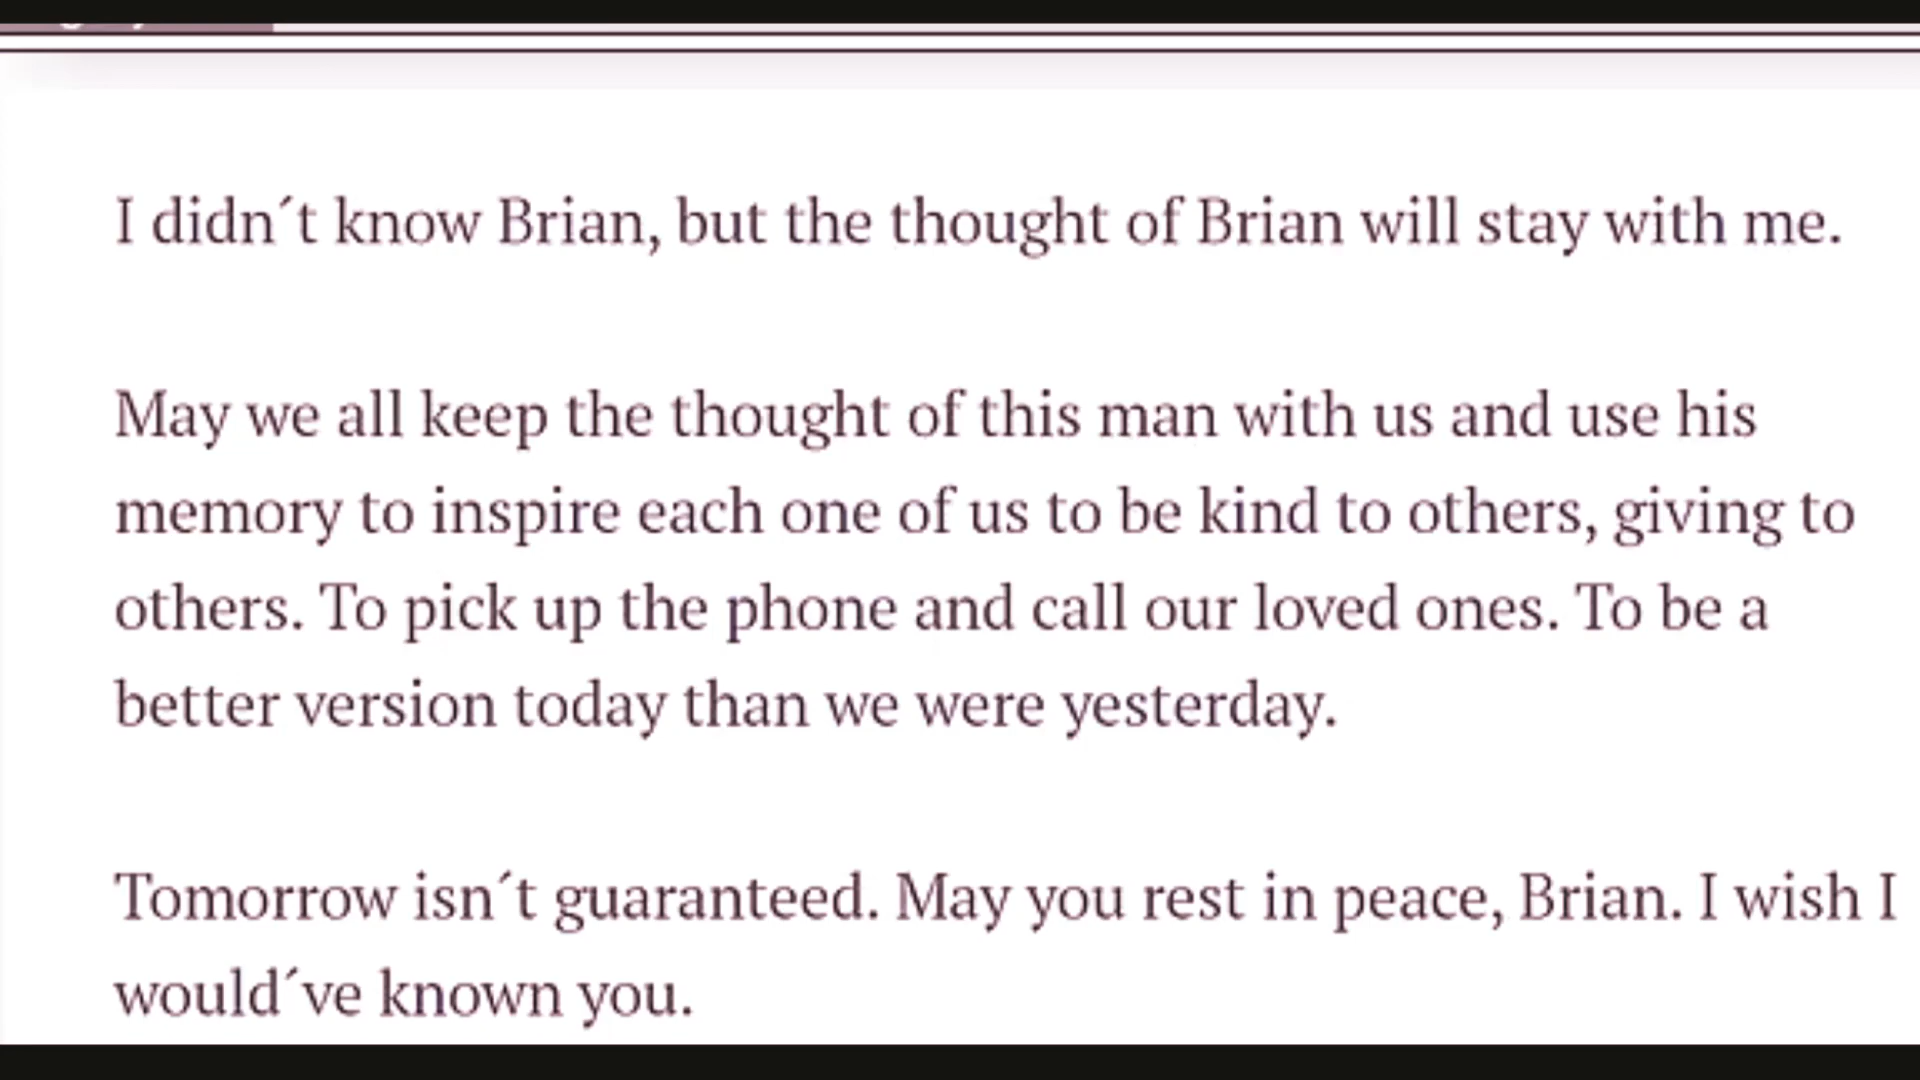 I didn´t know Brian, but the thought of Brian will stay with me.
May we all keep the thought of this man with us and use his
memory to inspire each one of us to be kind to others, giving to
others. To pick up the phone and call our loved ones. To be a
better version today than we were yesterday.
Tomorrow isn´t guaranteed. May you rest in peace, Brian. I wish I
would´ve known you.